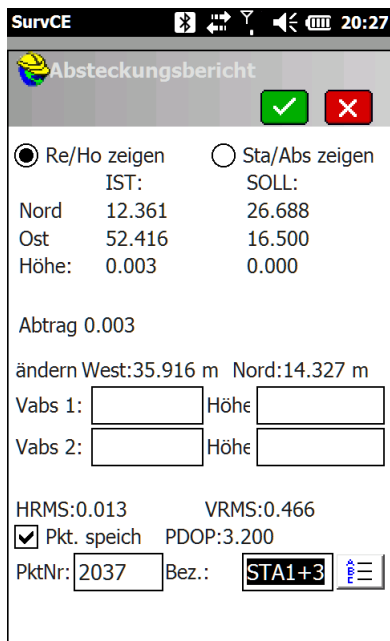 SurvCE 20:27
Absteckungsbericht
Re/Ho zeigen Sta/Abs zeigen
IST: SOLL:
Nord 12.361 26.688
Ost 52.416 16.500
Höhe: 0.003 0.000
Abtrag 0.003
ändern West:35.916 m Nord:14.327 m
Vabs 1: Höhe
Vabs 2: Höhe
HRMS:0.013 VRMS:0.466
Pkt. speich PDOP:3.200
PktNr: 2037 Bez.: STA1+3